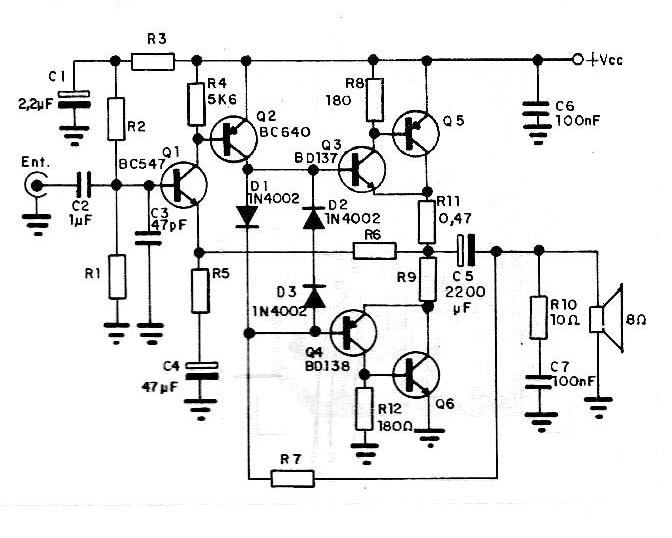 R3
+Vcc
C1
2,2µF
R4
5K6
R8
180
R2
Q2
BC640
Q5
C6
100nF
Ent.
BC547
Q1
Q3
BD137
C2
1µF
C3
47pF
D1
1N4002
D2
1N4002
R11
0,47
R6
R1
R5
R9
C5
2200
µF
D3
1N4002
R10
10Ω
8Ω
C4
47µF
Q4
BD138
C7
100nF
Q6
R12
180Ω
R7